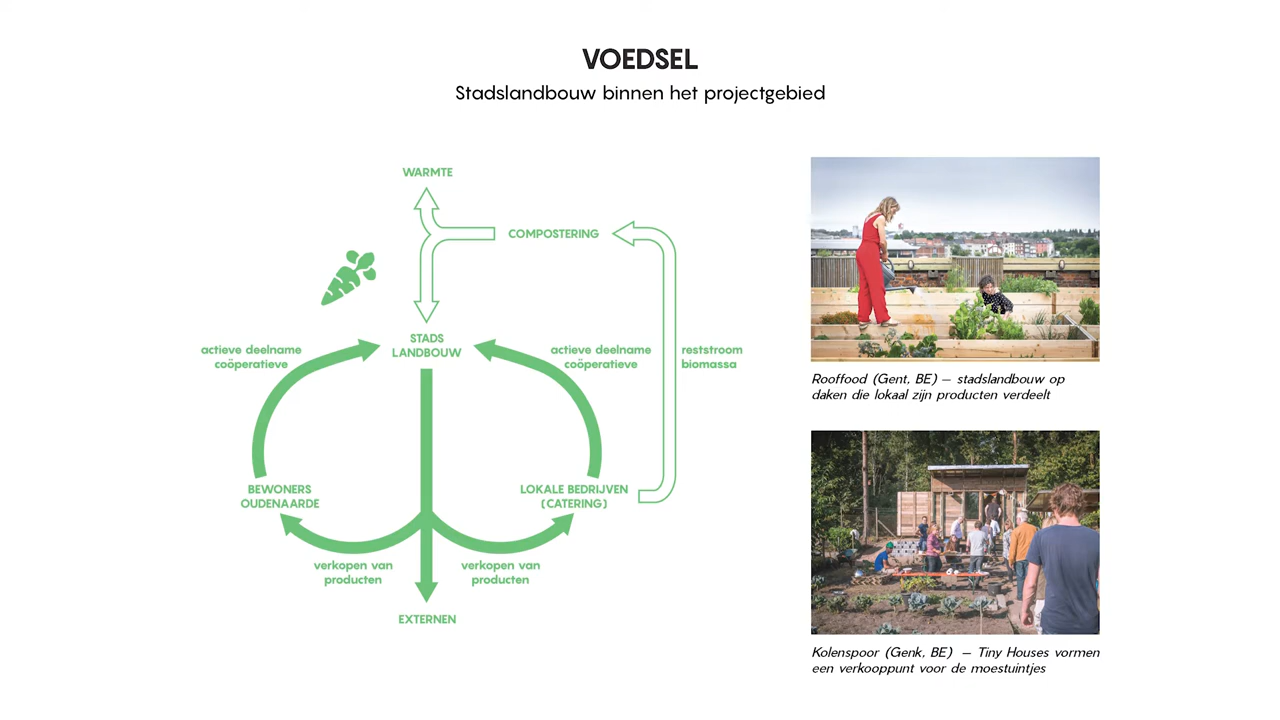 VOEDSEL
Stadslandbouw binnen het projectgebied
WARMTE
COMPOSTERING
STADS
LANDBOUW
actieve deelname
coöperatieve
actieve deelname
coöperatieve
reststroom
biomassa
BEWONERS
OUDENAARDE
LOKALE BEDRIJVEN
(CATERING)
verkopen van
producten
verkopen van
producten
EXTERNEN
Rooffood (Gent, BE) – stadslandbouw op
daken die lokaal zijn producten verdeelt
Kolenspoor (Genk, BE) – Tiny Houses vormen
een verkooppunt voor de moestuintjes